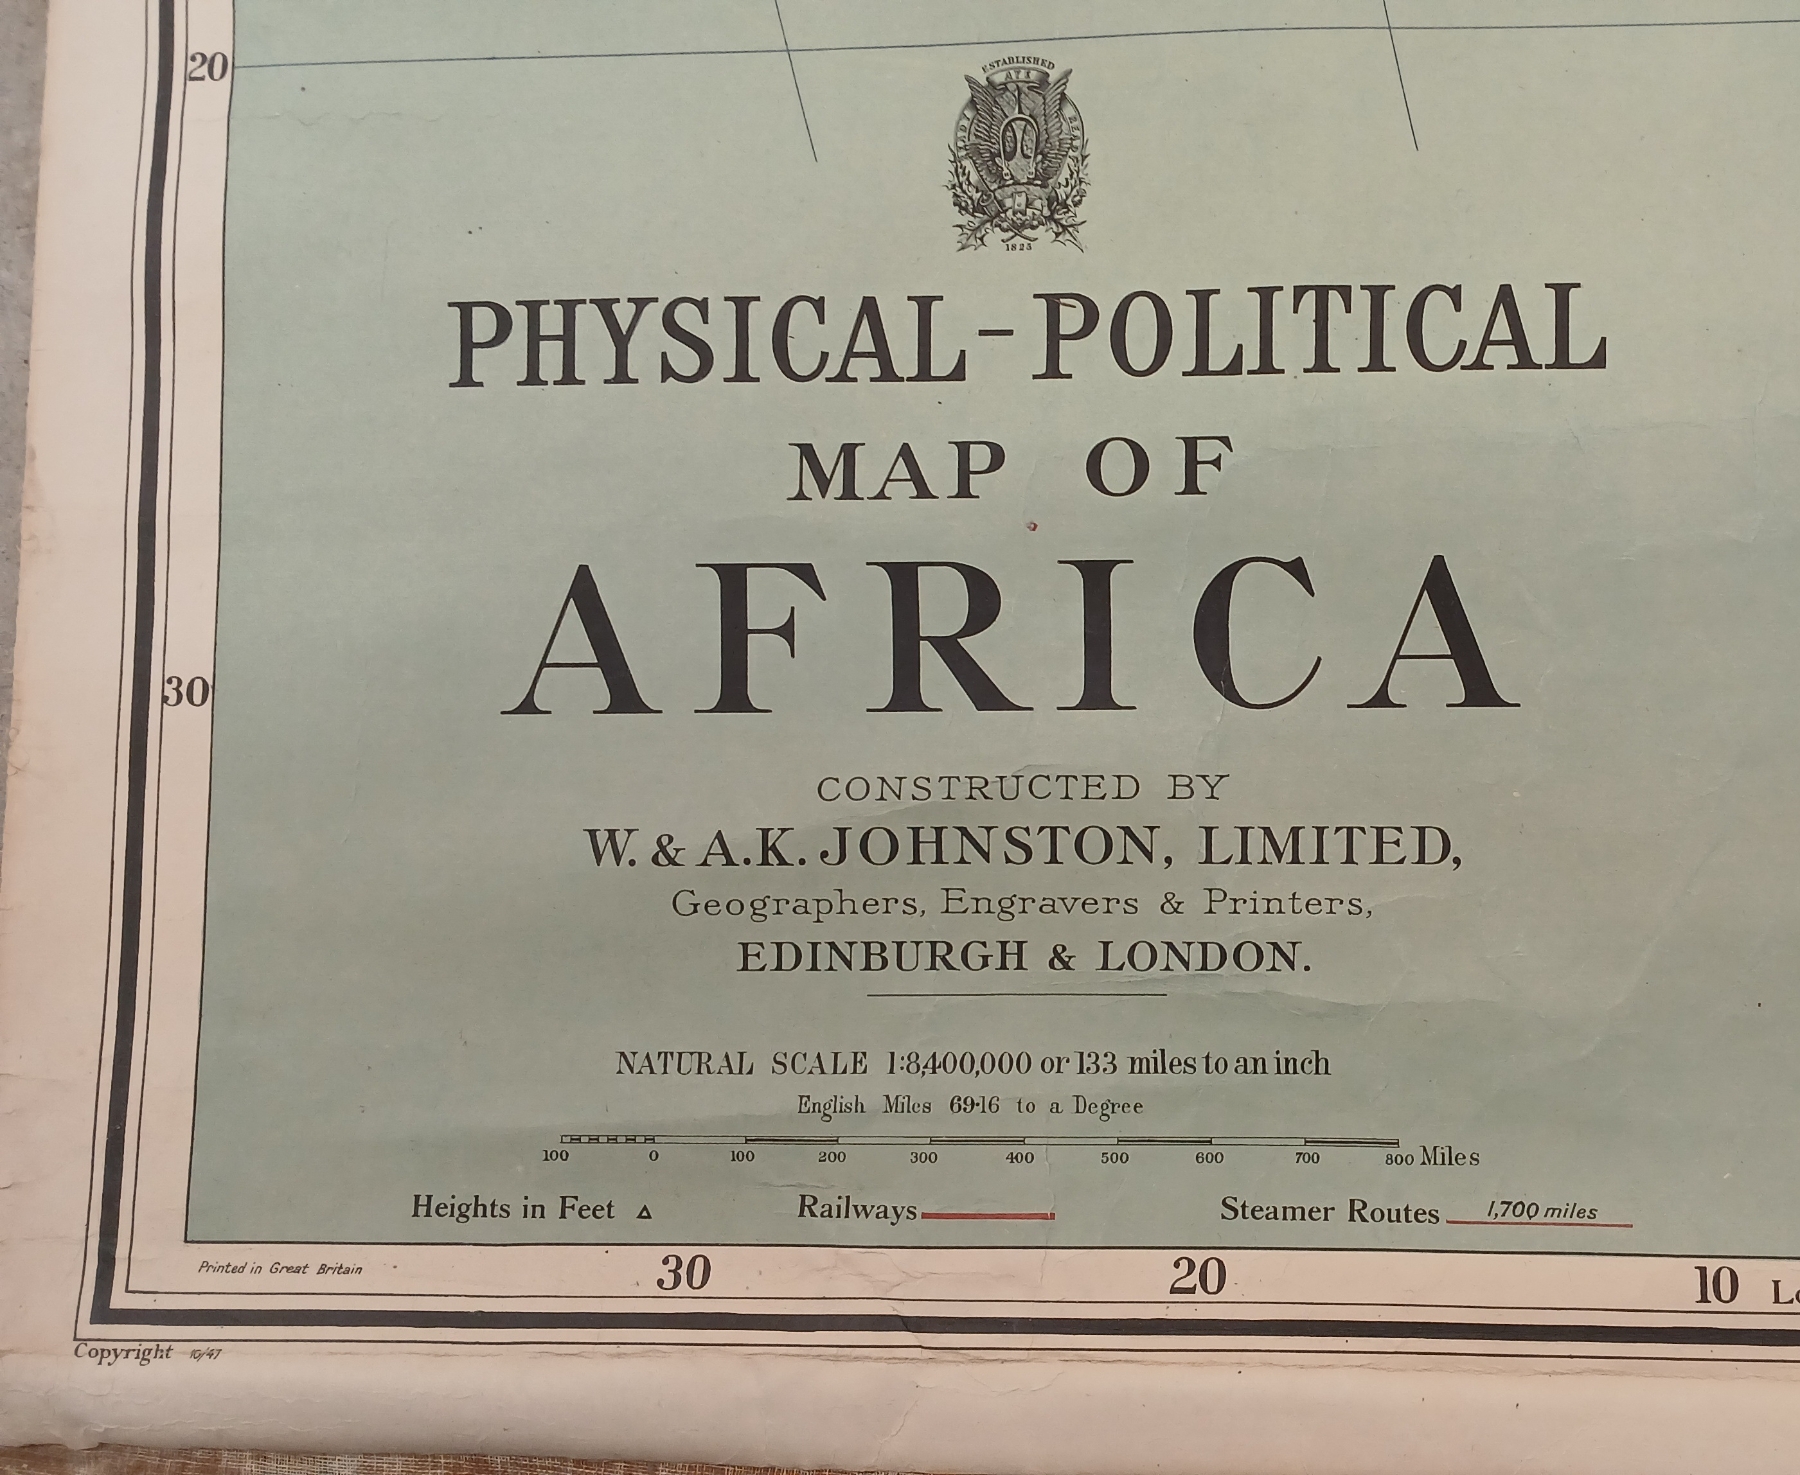 20
ESTABLISHED
READY
1825
PHYSICAL-POLITICAL
MAP OF
AFRICA
30
CONSTRUCTED BY
W. & A.K. JOHNSTON, LIMITED,
Geographers, Engravers & Printers,
EDINBURGH & LONDON.
NATURAL SCALE 1:8,400,000 or 133 miles to an inch
English Miles 69·16 to a Degree
100 0 100 200 300 400 500 600 700 800 Miles
Heights in Feet △ Railways Steamer Routes 1,700 miles
Printed in Great Britain
30 20 10
Copyright 10/47